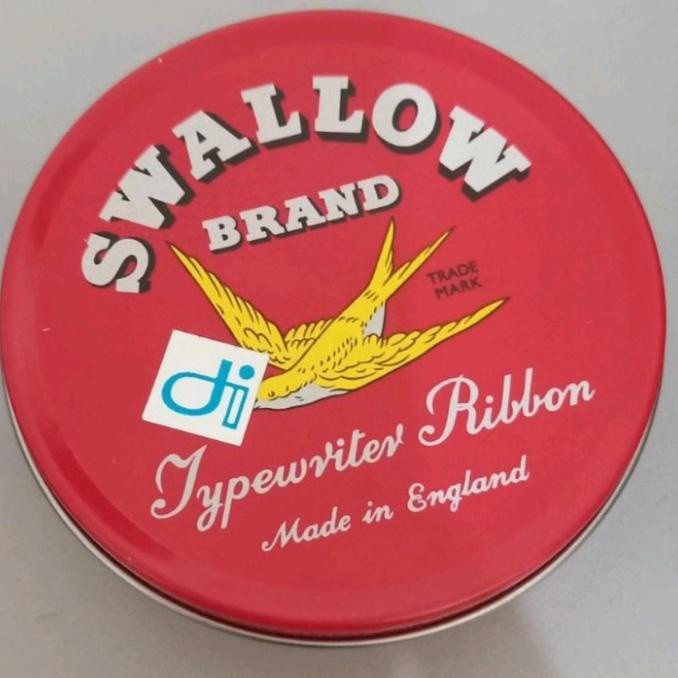 SWALLOW
BRAND
TRADE
MARK
di
Typewriter Ribbon
Made in England